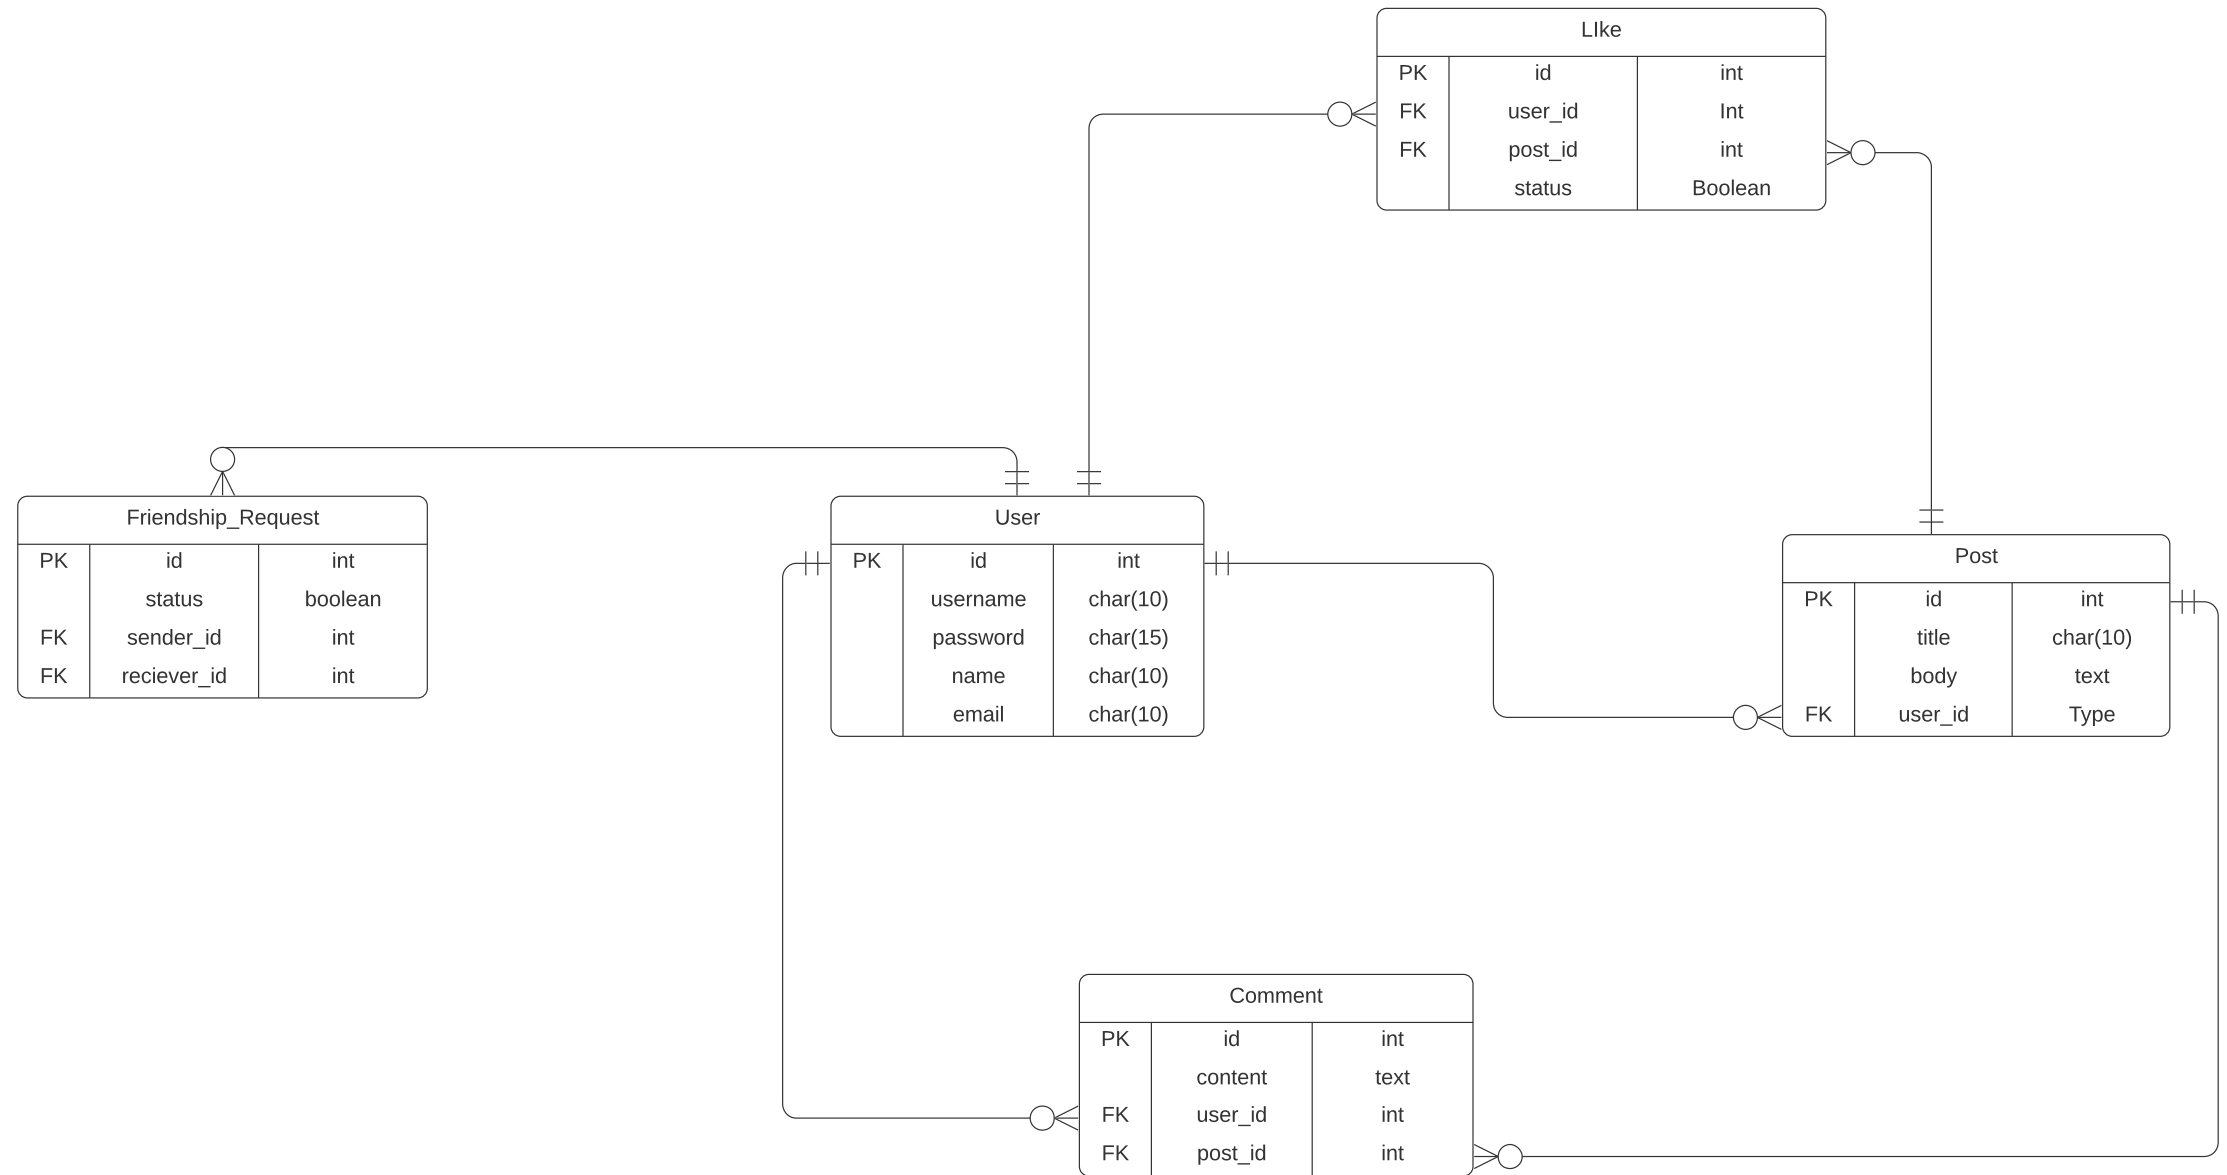 LIke
PK id int
FK user_id Int
FK post_id int
status Boolean
Friendship_Request
PK id int
status boolean
FK sender_id int
FK reciever_id int
User
PK id int
username char(10)
password char(15)
name char(10)
email char(10)
Post
PK id int
title char(10)
body text
FK user_id Type
Comment
PK id int
content text
FK user_id int
FK post_id int